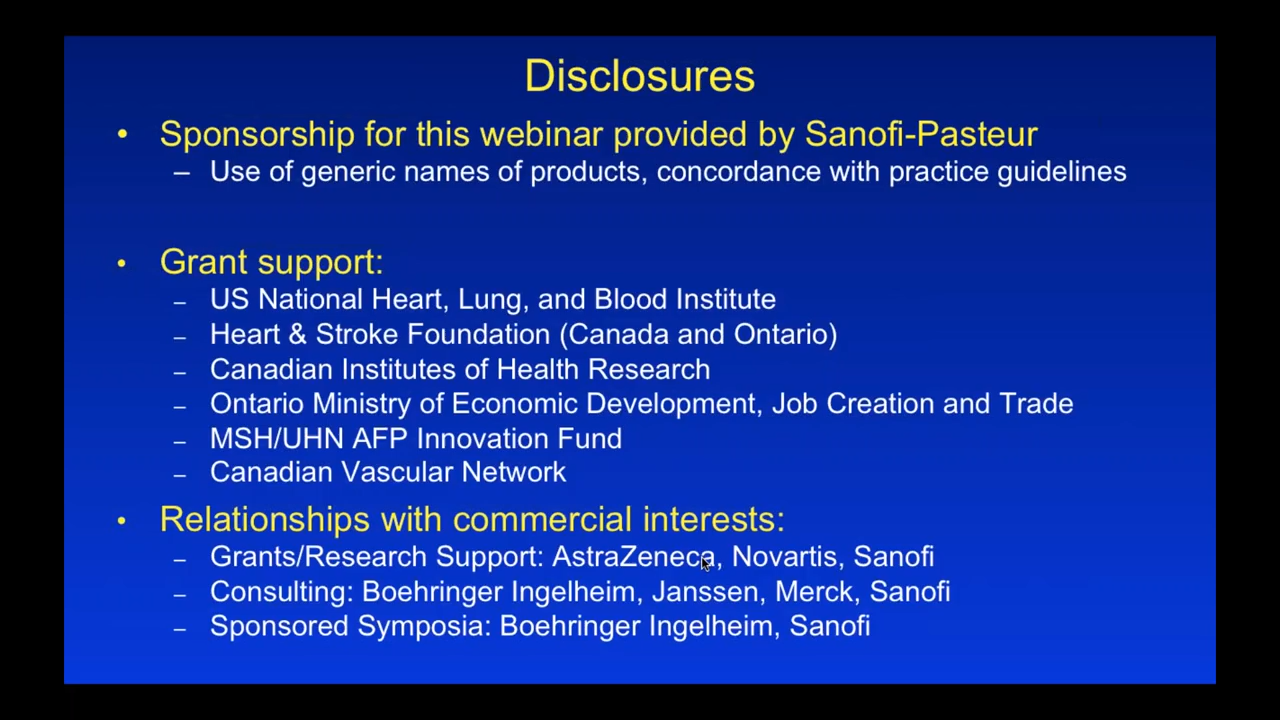 Disclosures
• Sponsorship for this webinar provided by Sanofi-Pasteur
– Use of generic names of products, concordance with practice guidelines
• Grant support:
– US National Heart, Lung, and Blood Institute
– Heart & Stroke Foundation (Canada and Ontario)
– Canadian Institutes of Health Research
– Ontario Ministry of Economic Development, Job Creation and Trade
– MSH/UHN AFP Innovation Fund
– Canadian Vascular Network
• Relationships with commercial interests:
– Grants/Research Support: AstraZeneca, Novartis, Sanofi
– Consulting: Boehringer Ingelheim, Janssen, Merck, Sanofi
– Sponsored Symposia: Boehringer Ingelheim, Sanofi